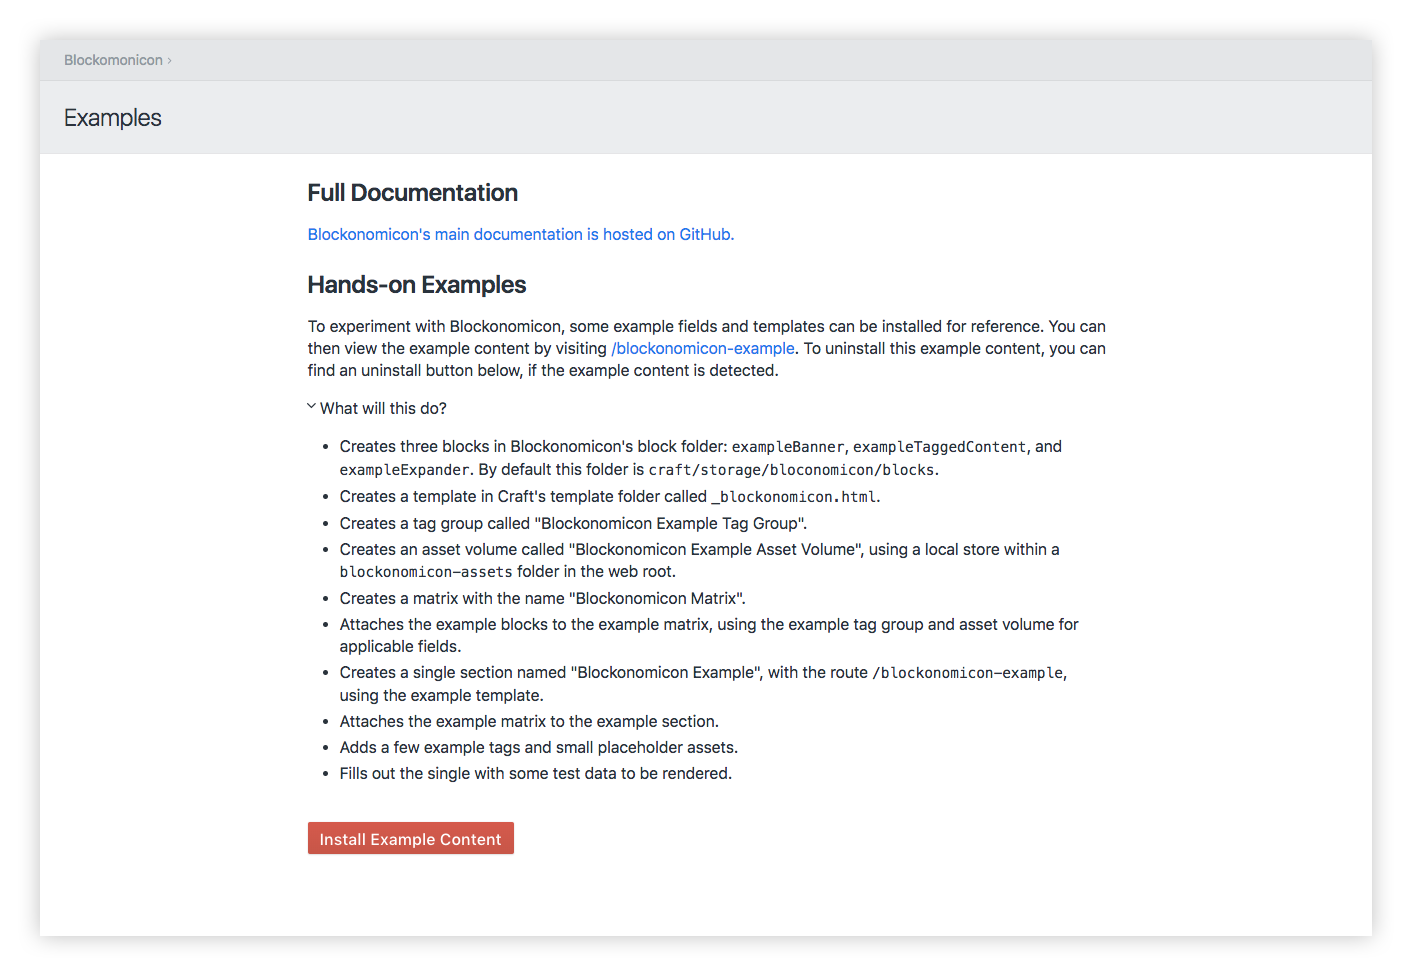 Blockomonicon ›
Examples
Full Documentation
Blockonomicon's main documentation is hosted on GitHub.
Hands-on Examples
To experiment with Blockonomicon, some example fields and templates can be installed for reference. You can
then view the example content by visiting /blockonomicon-example. To uninstall this example content, you can
find an uninstall button below, if the example content is detected.
What will this do?
• Creates three blocks in Blockonomicon's block folder: exampleBanner, exampleTaggedContent, and
exampleExpander. By default this folder is craft/storage/bloconomicon/blocks.
• Creates a template in Craft's template folder called _blockonomicon.html.
• Creates a tag group called "Blockonomicon Example Tag Group".
• Creates an asset volume called "Blockonomicon Example Asset Volume", using a local store within a
blockonomicon-assets folder in the web root.
• Creates a matrix with the name "Blockonomicon Matrix".
• Attaches the example blocks to the example matrix, using the example tag group and asset volume for
applicable fields.
• Creates a single section named "Blockonomicon Example", with the route /blockonomicon-example,
using the example template.
• Attaches the example matrix to the example section.
• Adds a few example tags and small placeholder assets.
• Fills out the single with some test data to be rendered.
Install Example Content